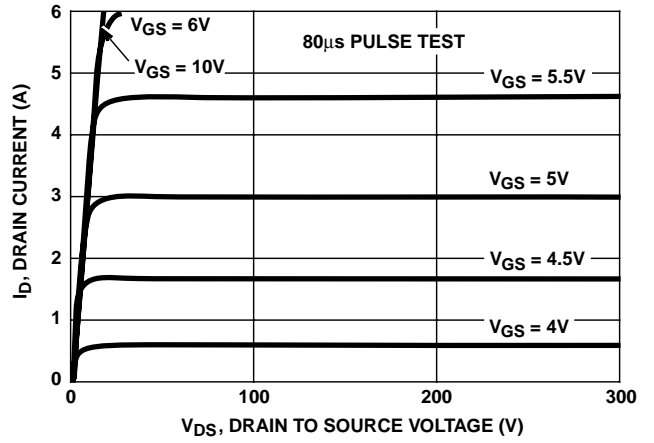 6
5
4
3
2
1
0
I_D, DRAIN CURRENT (A)
V_GS = 6V
V_GS = 10V
80μs PULSE TEST
V_GS = 5.5V
V_GS = 5V
V_GS = 4.5V
V_GS = 4V
0 100 200 300
V_DS, DRAIN TO SOURCE VOLTAGE (V)